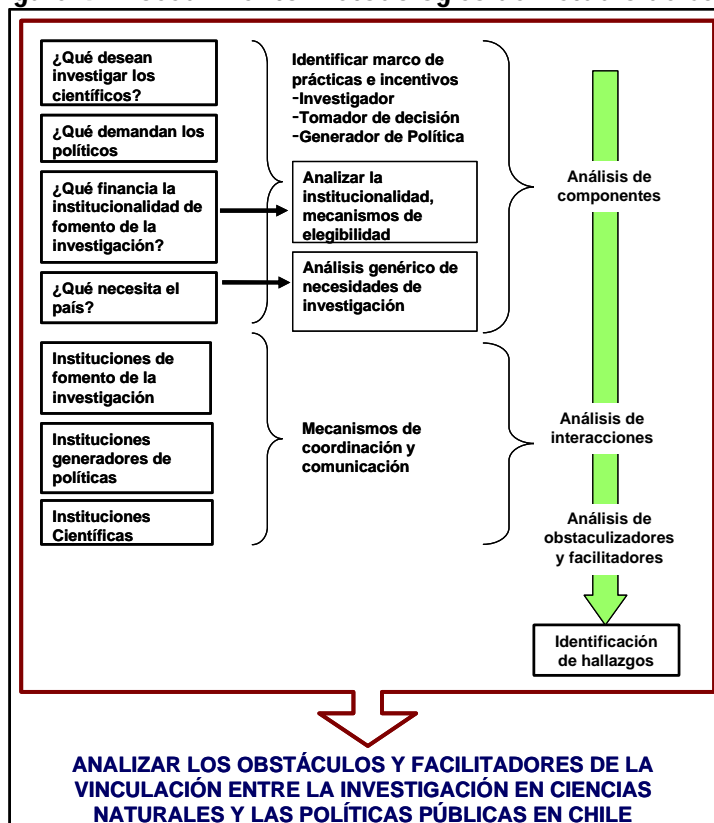 ¿Qué desean
investigar los
científicos?
¿Qué demandan los
políticos
¿Qué financia la
institucionalidad de
fomento de la
investigación?
¿Qué necesita el
país?
Identificar marco de
prácticas e incentivos
-Investigador
-Tomador de decisión
-Generador de Política
Analizar la
institucionalidad,
mecanismos de
elegibilidad
Análisis genérico de
necesidades de
investigación
Análisis de
componentes
Instituciones de
fomento de la
investigación
Instituciones
generadores de
políticas
Instituciones
Científicas
Mecanismos de
coordinación y
comunicación
Análisis de
interacciones
Análisis de
obstaculizadores
y facilitadores
Identificación
de hallazgos
ANALIZAR LOS OBSTÁCULOS Y FACILITADORES DE LA
VINCULACIÓN ENTRE LA INVESTIGACIÓN EN CIENCIAS
NATURALES Y LAS POLÍTICAS PÚBLICAS EN CHILE